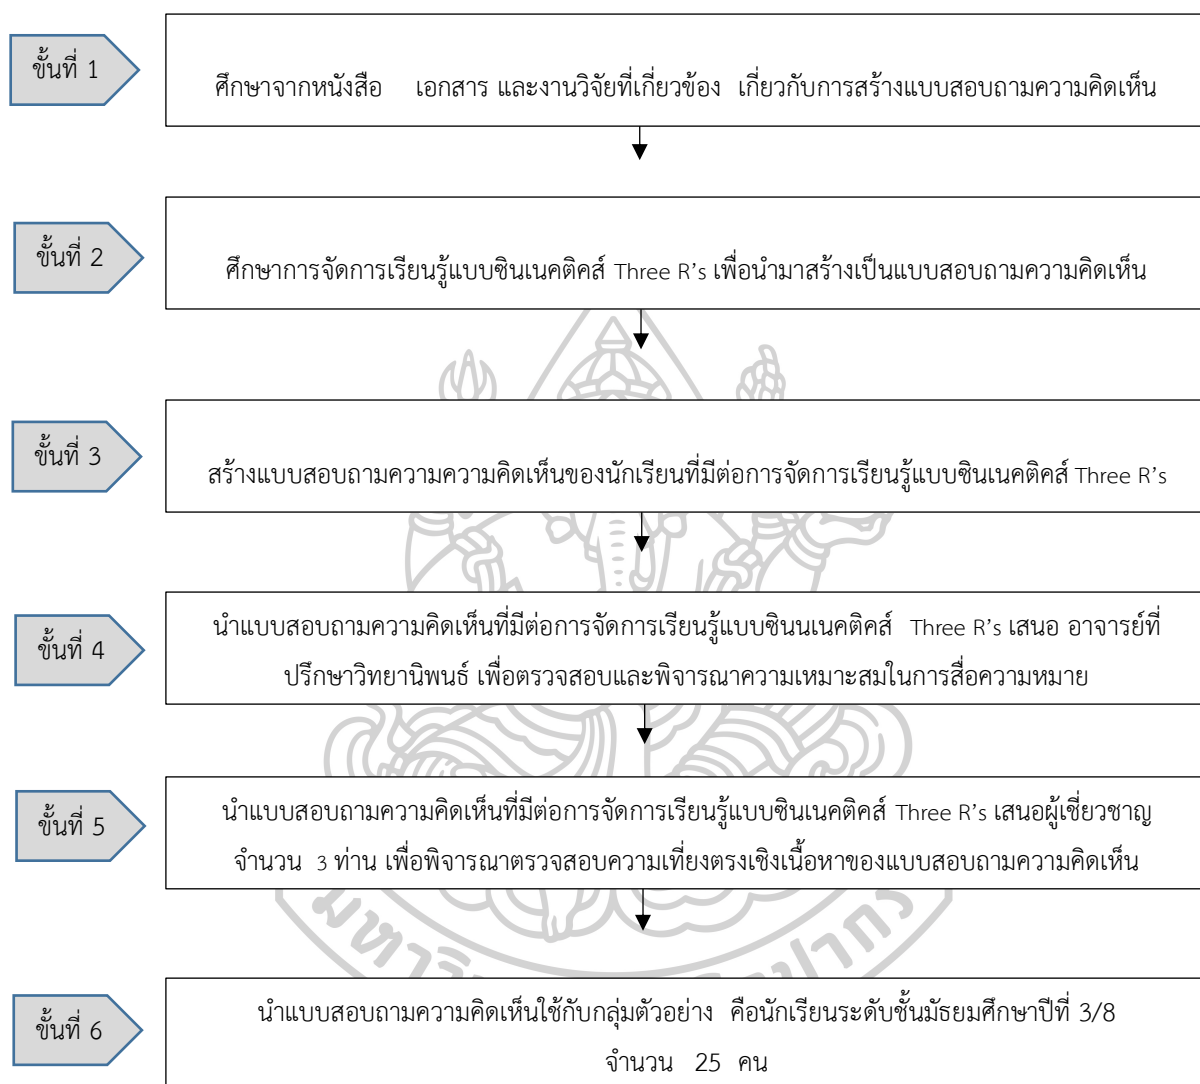 ขั้นที่ 1
ศึกษาจากหนังสือ เอกสาร และงานวิจัยที่เกี่ยวข้อง เกี่ยวกับการสร้างแบบสอบถามความคิดเห็น
ขั้นที่ 2
ศึกษาการจัดการเรียนรู้แบบซินเนคติคส์ Three R's เพื่อนำมาสร้างเป็นแบบสอบถามความคิดเห็น
ขั้นที่ 3
สร้างแบบสอบถามความความคิดเห็นของนักเรียนที่มีต่อการจัดการเรียนรู้แบบซินเนคติคส์ Three R's
ขั้นที่ 4
นำแบบสอบถามความคิดเห็นที่มีต่อการจัดการเรียนรู้แบบซินนเนคติคส์ Three R's เสนอ อาจารย์ที่
ปรึกษาวิทยานิพนธ์ เพื่อตรวจสอบและพิจารณาความเหมาะสมในการสื่อความหมาย
ขั้นที่ 5
นำแบบสอบถามความคิดเห็นที่มีต่อการจัดการเรียนรู้แบบซินเนคติคส์ Three R's เสนอผู้เชี่ยวชาญ
จำนวน 3 ท่าน เพื่อพิจารณาตรวจสอบความเที่ยงตรงเชิงเนื้อหาของแบบสอบถามความคิดเห็น
ขั้นที่ 6
นำแบบสอบถามความคิดเห็นใช้กับกลุ่มตัวอย่าง คือนักเรียนระดับชั้นมัธยมศึกษาปีที่ 3/8
จำนวน 25 คน